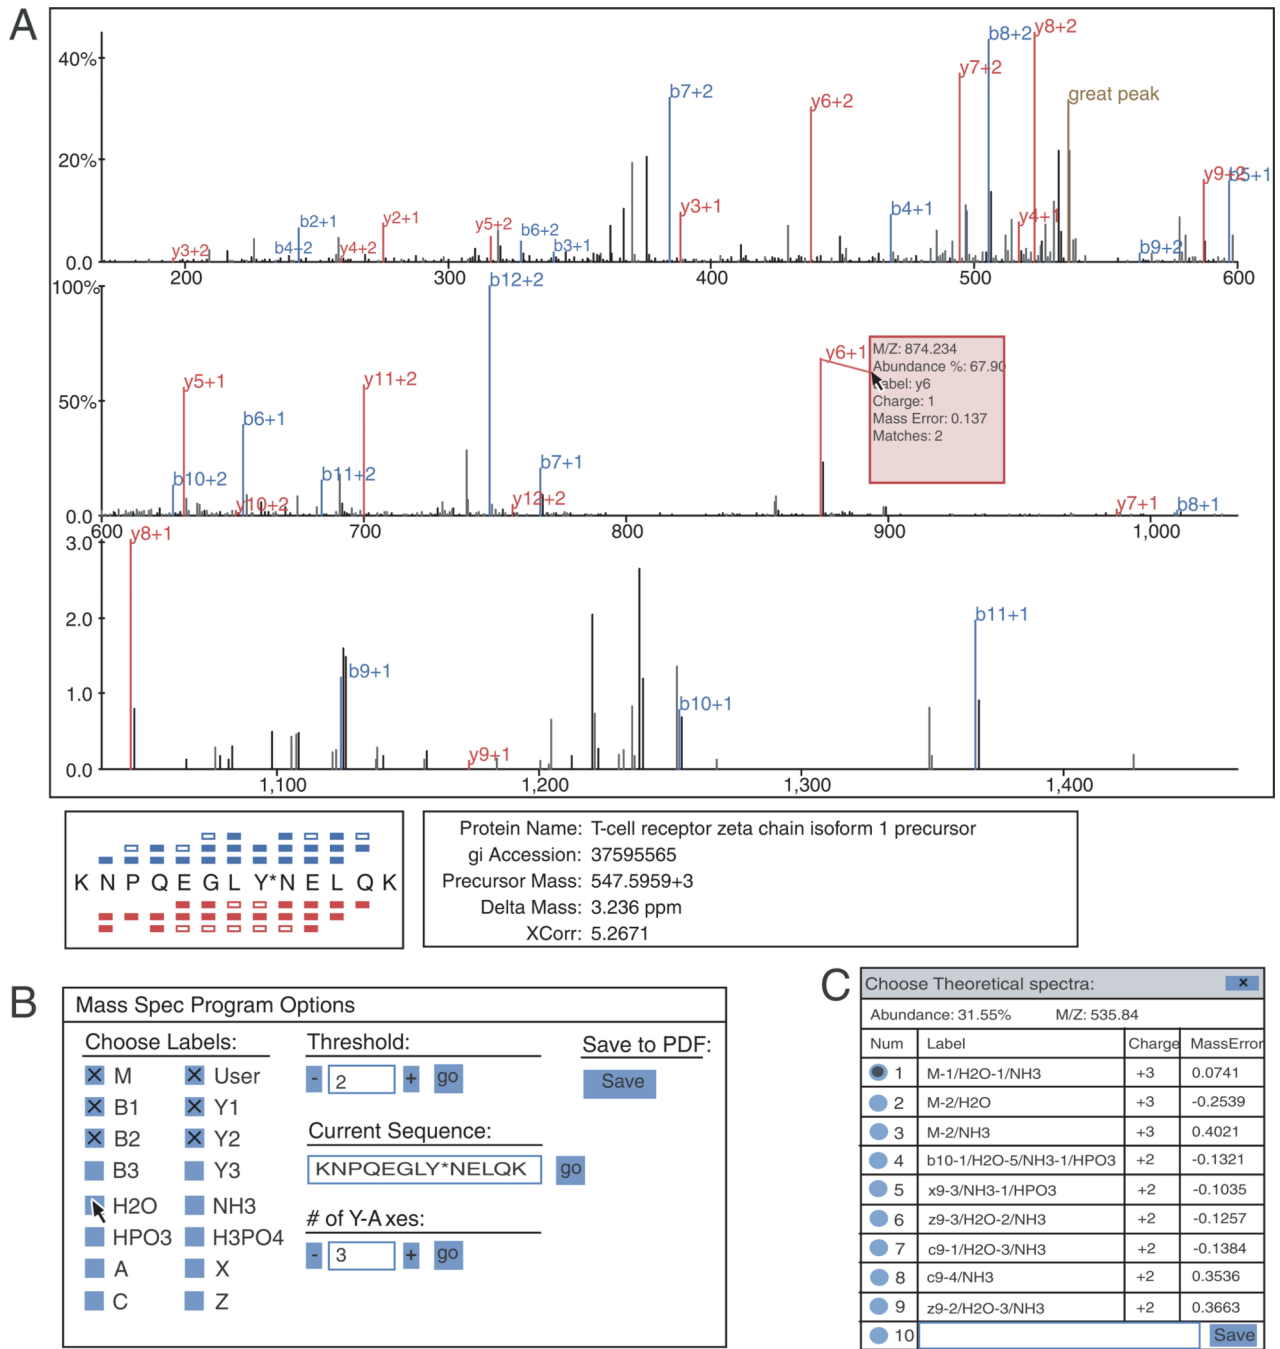 A
40%
20%
0.0
y3+2
b4+2
b2+1
y4+2
y2+1
y5+2
b6+2
b3+1
b7+2
y3+1
y6+2
b4+1
y7+2
b8+2
y4+1
y8+2
great peak
b9+2
y9+2
b5+1
200
300
400
500
600
100%
50%
0.0
b10+2
y5+1
b6+1
y10+2
b11+2
y11+2
b12+2
y12+2
b7+1
y6+1
M/Z: 874.234
Abundance %: 67.90
Label: y6
Charge: 1
Mass Error: 0.137
Matches: 2
y7+1
b8+1
600
700
800
900
1,000
3.0
2.0
1.0
0.0
y8+1
b9+1
y9+1
b10+1
b11+1
1,100
1,200
1,300
1,400
K N P Q E G L Y* N E L Q K
Protein Name: T-cell receptor zeta chain isoform 1 precursor
gi Accession: 37595565
Precursor Mass: 547.5959+3
Delta Mass: 3.236 ppm
XCorr: 5.2671
B
Mass Spec Program Options
Choose Labels:
M User
B1 Y1
B2 Y2
B3 Y3
H2O NH3
HPO3 H3PO4
A X
C Z
Threshold:
- 2 + go
Current Sequence:
KNPQEGLY*NELQK go
# of Y-Axes:
- 3 + go
Save to PDF:
Save
C
Choose Theoretical spectra: x
Abundance: 31.55% M/Z: 535.84
Num Label Charge MassError
1 M-1/H2O-1/NH3 +3 0.0741
2 M-2/H2O +3 -0.2539
3 M-2/NH3 +3 0.4021
4 b10-1/H2O-5/NH3-1/HPO3 +2 -0.1321
5 x9-3/NH3-1/HPO3 +2 -0.1035
6 z9-3/H2O-2/NH3 +2 -0.1257
7 c9-1/H2O-3/NH3 +2 -0.1384
8 c9-4/NH3 +2 0.3536
9 z9-2/H2O-3/NH3 +2 0.3663
10 Save